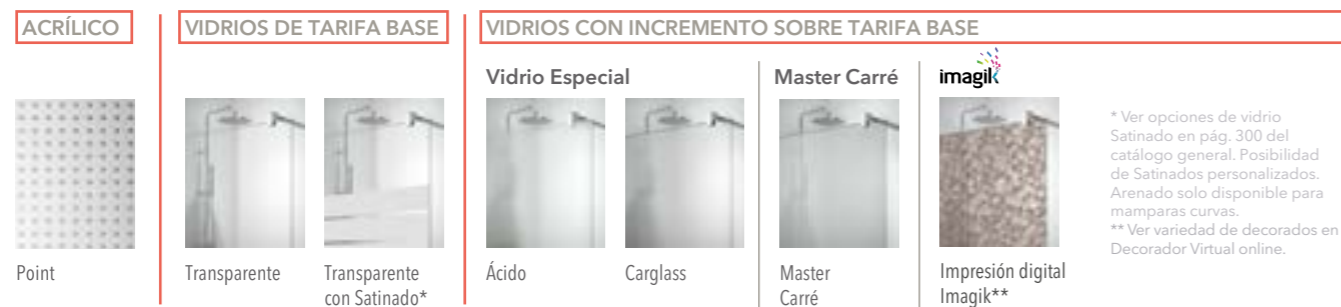 ACRÍLICO
VIDRIOS DE TARIFA BASE
VIDRIOS CON INCREMENTO SOBRE TARIFA BASE
Vidrio Especial
Master Carré
imagik
Point
Transparente
Transparente
con Satinado*
Ácido
Carglass
Master
Carré
Impresión digital
Imagik**
* Ver opciones de vidrio
Satinado en pág. 300 del
catálogo general. Posibilidad
de Satinados personalizados.
Arenado solo disponible para
mamparas curvas.
** Ver variedad de decorados en
Decorador Virtual online.